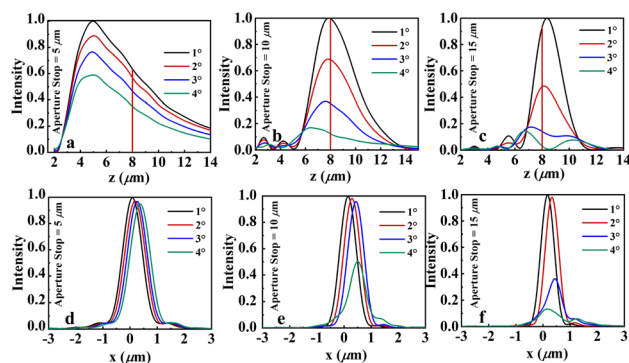 Intensity
Aperture Stop = 5 μm
1.0
0.8
0.6
0.4
0.2
0.0
1°
2°
3°
4°
a
2 4 6 8 10 12 14
z (μm)
Intensity
Aperture Stop = 10 μm
1.0
0.8
0.6
0.4
0.2
0.0
1°
2°
3°
4°
b
2 4 6 8 10 12 14
z (μm)
Intensity
Aperture Stop = 15 μm
1.0
0.8
0.6
0.4
0.2
0.0
1°
2°
3°
4°
c
2 4 6 8 10 12 14
z (μm)
Intensity
Aperture Stop = 5 μm
1.0
0.8
0.6
0.4
0.2
0.0
1°
2°
3°
4°
d
-3 -2 -1 0 1 2 3
x (μm)
Intensity
Aperture Stop = 10 μm
1.0
0.8
0.6
0.4
0.2
0.0
1°
2°
3°
4°
e
-3 -2 -1 0 1 2 3
x (μm)
Intensity
Aperture Stop = 15 μm
1.0
0.8
0.6
0.4
0.2
0.0
1°
2°
3°
4°
f
-3 -2 -1 0 1 2 3
x (μm)